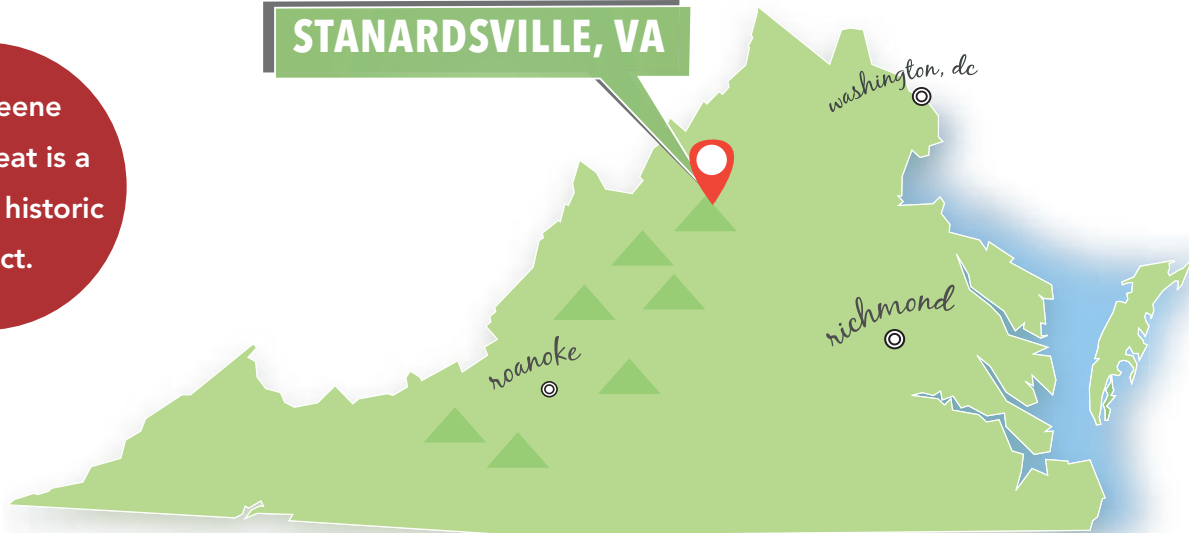 STANARDSVILLE, VA
washington, dc
eene
eat is a
historic
ct.
richmond
roanoke